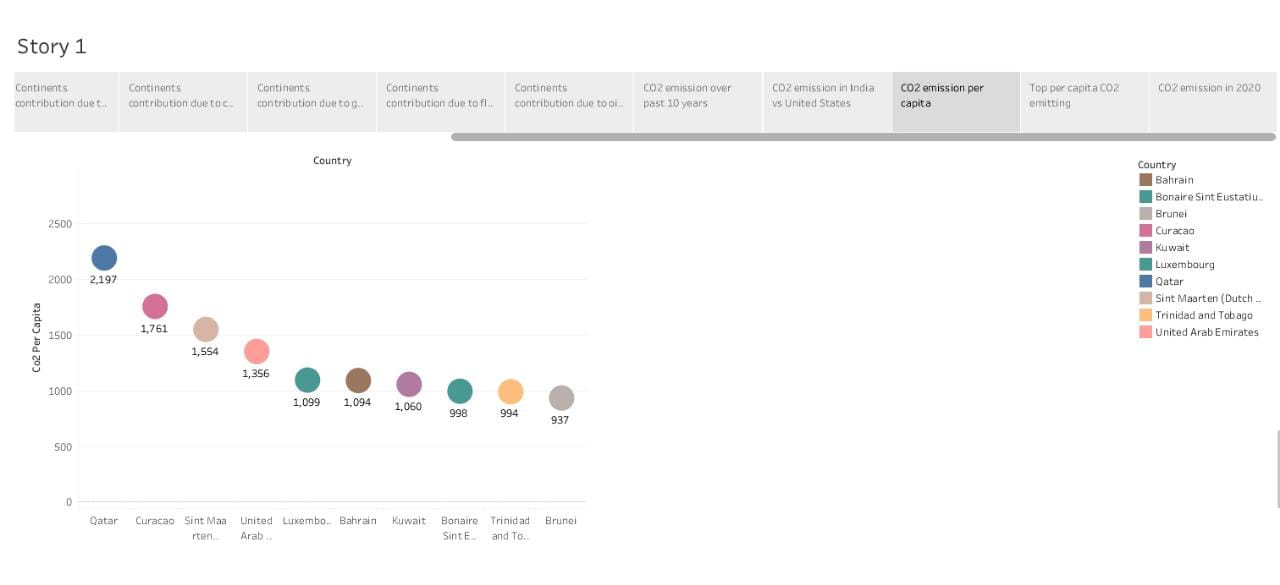 Story 1
Continents
contribution due t..
Continents
contribution due to c..
Continents
contribution due to g..
Continents
contribution due to fl..
Continents
contribution due to oi..
CO2 emission over
past 10 years
CO2 emission in India
vs United States
CO2 emission per
capita
Top per capita CO2
emitting
CO2 emission in 2020
Country
Co2 Per Capita
2500
2000
1500
1000
500
0
2,197
1,761
1,554
1,356
1,099
1,094
1,060
998
994
937
Qatar
Curacao
Sint Maa
rten..
United
Arab ..
Luxembo..
Bahrain
Kuwait
Bonaire
Sint E..
Trinidad
and To..
Brunei
Country
Bahrain
Bonaire Sint Eustatiu..
Brunei
Curacao
Kuwait
Luxembourg
Qatar
Sint Maarten (Dutch ..
Trinidad and Tobago
United Arab Emirates